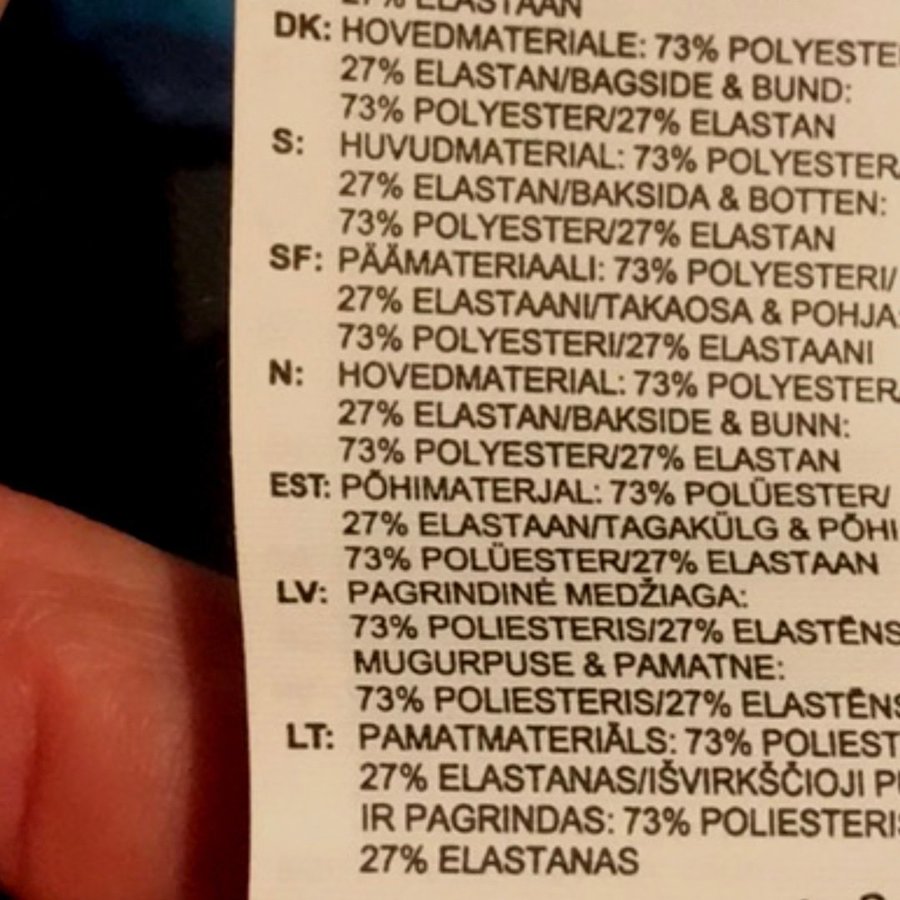 27% ELASTAAN
DK: HOVEDMATERIALE: 73% POLYESTE
27% ELASTAN/BAGSIDE & BUND:
73% POLYESTER/27% ELASTAN
S: HUVUDMATERIAL: 73% POLYESTER/
27% ELASTAN/BAKSIDA & BOTTEN:
73% POLYESTER/27% ELASTAN
SF: PÄÄMATERIAALI: 73% POLYESTERI/
27% ELASTAANI/TAKAOSA & POHJA:
73% POLYESTERI/27% ELASTAANI
N: HOVEDMATERIAL: 73% POLYESTER/
27% ELASTAN/BAKSIDE & BUNN:
73% POLYESTER/27% ELASTAN
EST: PÕHIMATERJAL: 73% POLÜESTER/
27% ELASTAAN/TAGAKÜLG & PÕHI
73% POLÜESTER/27% ELASTAAN
LV: PAGRINDINĖ MEDŽIAGA:
73% POLIESTERIS/27% ELASTĒNS
MUGURPUSE & PAMATNE:
73% POLIESTERIS/27% ELASTĒNS
LT: PAMATMATERIĀLS: 73% POLIEST
27% ELASTANAS/IŠVIRKŠČIOJI PU
IR PAGRINDAS: 73% POLIESTERIS
27% ELASTANAS